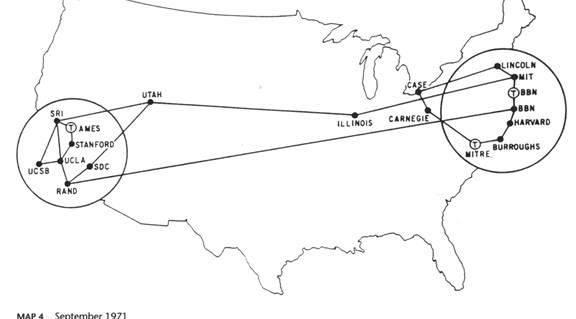 LINCOLN
MIT
T BBN
BBN
HARVARD
BURROUGHS
T
MITRE
CASE
CARNEGIE
ILLINOIS
UTAH
SRI
T AMES
STANFORD
UCLA
SDC
UCSB
RAND
MAP 4 September 1971